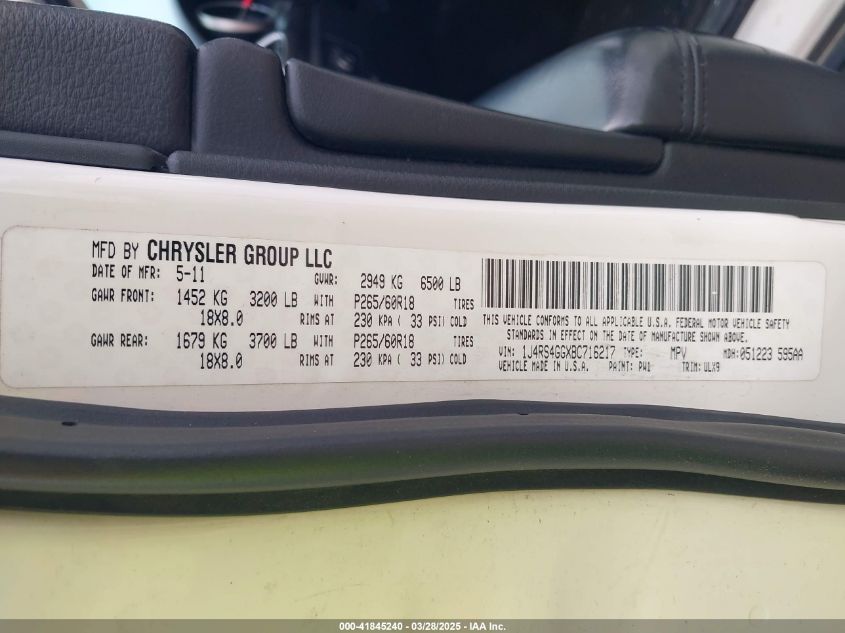 MFD BY CHRYSLER GROUP LLC
DATE OF MFR: 5-11 GVWR: 2949 KG 6500 LB
GAWR FRONT: 1452 KG 3200 LB WITH P265/60R18 TIRES
18X8.0 RIMS AT 230 KPA ( 33 PSI) COLD
GAWR REAR: 1679 KG 3700 LB WITH P265/60R18 TIRES
18X8.0 RIMS AT 230 KPA ( 33 PSI) COLD
THIS VEHICLE CONFORMS TO ALL APPLICABLE U.S.A. FEDERAL MOTOR VEHICLE SAFETY
STANDARDS IN EFFECT ON THE DATE OF MANUFACTURE SHOWN ABOVE.
VIN: 1J4RS4GGXBC716217 TYPE: MPV MDH:051223 595AA
VEHICLE MADE IN U.S.A. PAINT: PW1 TRIM: ULX9
000-41845240 - 03/28/2025 - IAA Inc.